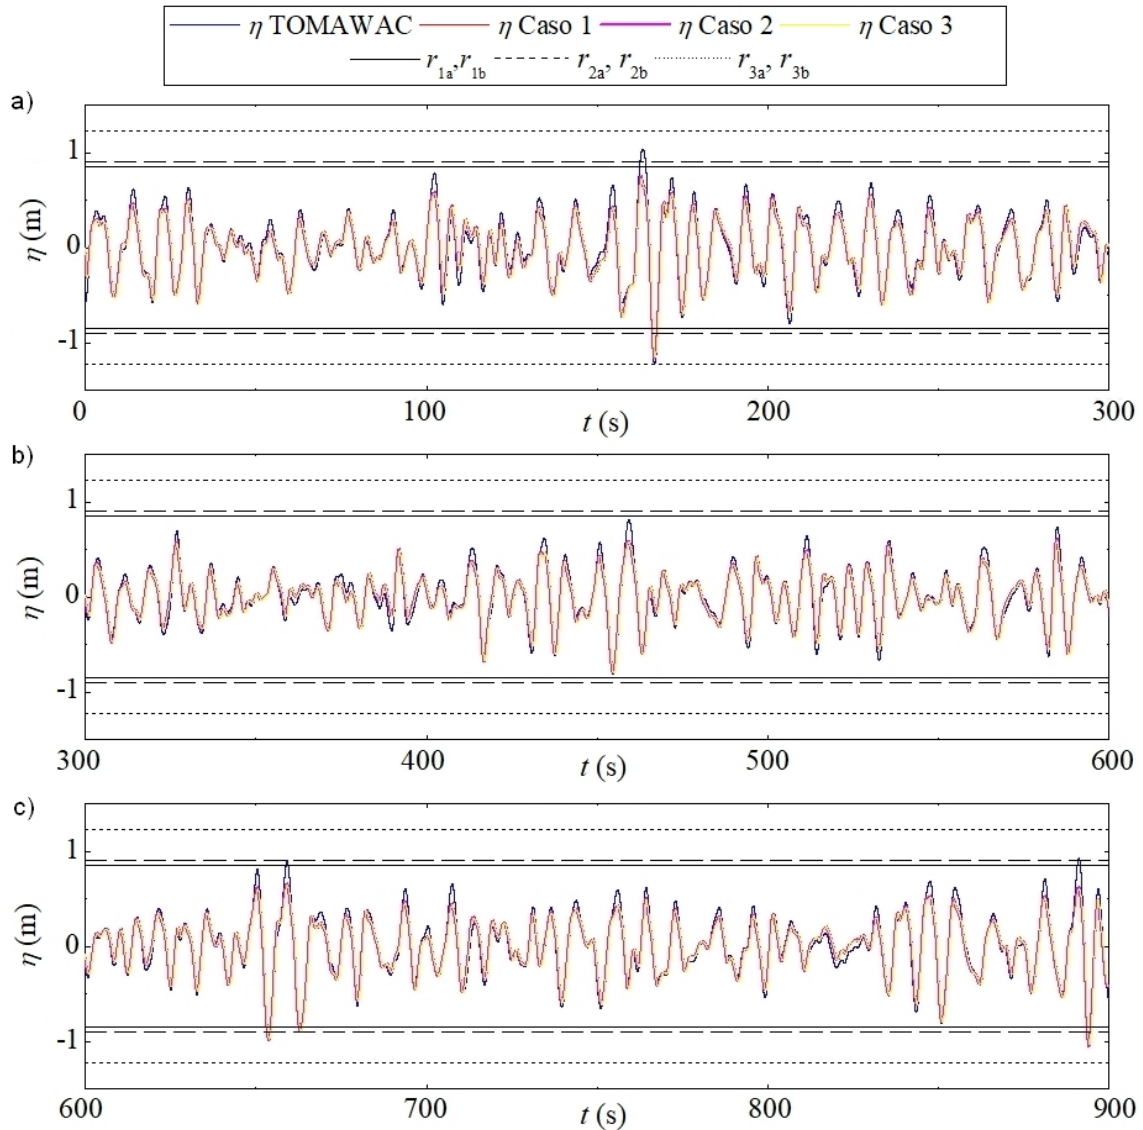 η TOMAWAC η Caso 1 η Caso 2 η Caso 3
r1a,r1b r2a, r2b r3a, r3b
a)
1
0
-1
η (m)
0 100 200 300
t (s)
b)
1
0
-1
η (m)
300 400 500 600
t (s)
c)
1
0
-1
η (m)
600 700 800 900
t (s)